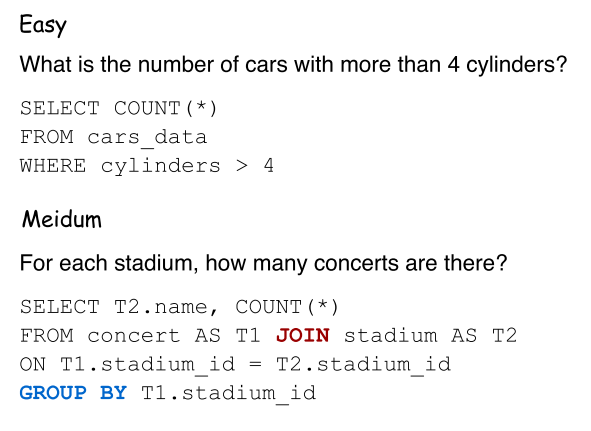 Easy
What is the number of cars with more than 4 cylinders?
SELECT COUNT(*)
FROM cars_data
WHERE cylinders > 4
Meidum
For each stadium, how many concerts are there?
SELECT T2.name, COUNT(*)
FROM concert AS T1 JOIN stadium AS T2
ON T1.stadium_id = T2.stadium_id
GROUP BY T1.stadium_id